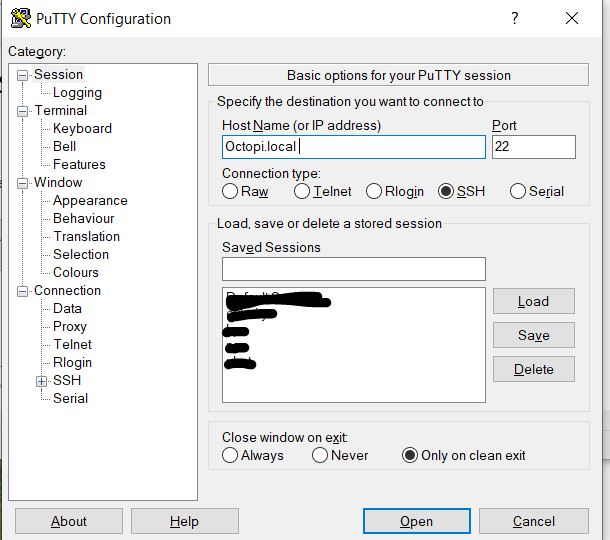 PuTTY Configuration
?
Category:
Session
Logging
Terminal
Keyboard
Bell
Features
Window
Appearance
Behaviour
Translation
Selection
Colours
Connection
Data
Proxy
Telnet
Rlogin
SSH
Serial
Basic options for your PuTTY session
Specify the destination you want to connect to
Host Name (or IP address) Port
Octopi.local 22
Connection type:
Raw Telnet Rlogin SSH Serial
Load, save or delete a stored session
Saved Sessions
Load
Save
Delete
Close window on exit:
Always Never Only on clean exit
About Help Open Cancel